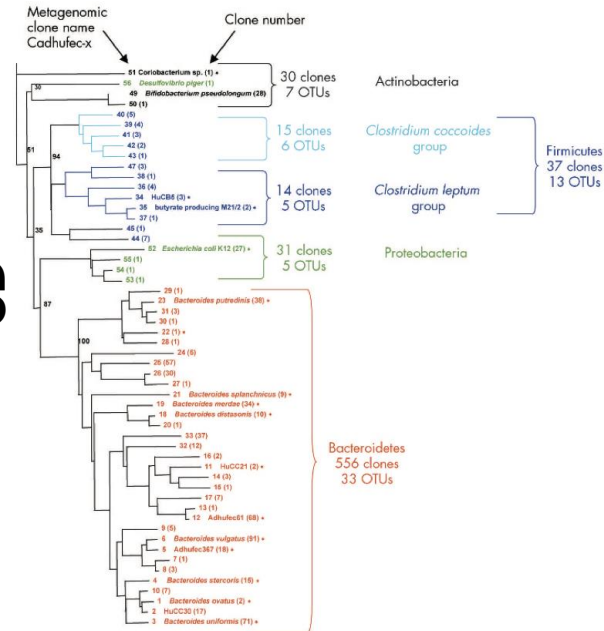 Metagenomic
clone name
Cadhufec-x
Clone number
51 Coriobacterium sp. (1) •
56 Desulfovibrio piger (1)
30
49 Bifidobacterium pseudolongum (28)
50 (1)
30 clones
7 OTUs
Actinobacteria
40 (5)
39 (4)
41 (3)
42 (2)
43 (1)
15 clones
6 OTUs
Clostridium coccoides
group
51
94
47 (3)
38 (1)
36 (4)
34 HuCB5 (3) •
35 butyrate producing M21/2 (2) •
37 (1)
14 clones
5 OTUs
Clostridium leptum
group
Firmicutes
37 clones
13 OTUs
35
45 (1)
44 (7)
52 Escherichia coli K12 (27) •
55 (1)
54 (1)
53 (1)
31 clones
5 OTUs
Proteobacteria
87
29 (1)
23 Bacteroides putredinis (38) •
31 (3)
30 (1)
22 (1) •
28 (1)
100
24 (5)
25 (57)
26 (30)
27 (1)
21 Bacteroides splanchnicus (9) •
19 Bacteroides merdae (34) •
18 Bacteroides distasonis (10) •
20 (1)
33 (37)
32 (12)
16 (2)
11 HuCC21 (2) •
14 (3)
15 (1)
17 (7)
13 (1)
12 Adhufec51 (68) •
Bacteroidetes
556 clones
33 OTUs
9 (5)
6 Bacteroides vulgatus (91) •
5 Adhufec367 (18) •
7 (1)
8 (3)
4 Bacteroides stercoris (15) •
10 (7)
1 Bacteroides ovatus (2) •
2 HuCC30 (17)
3 Bacteroides uniformis (71) •